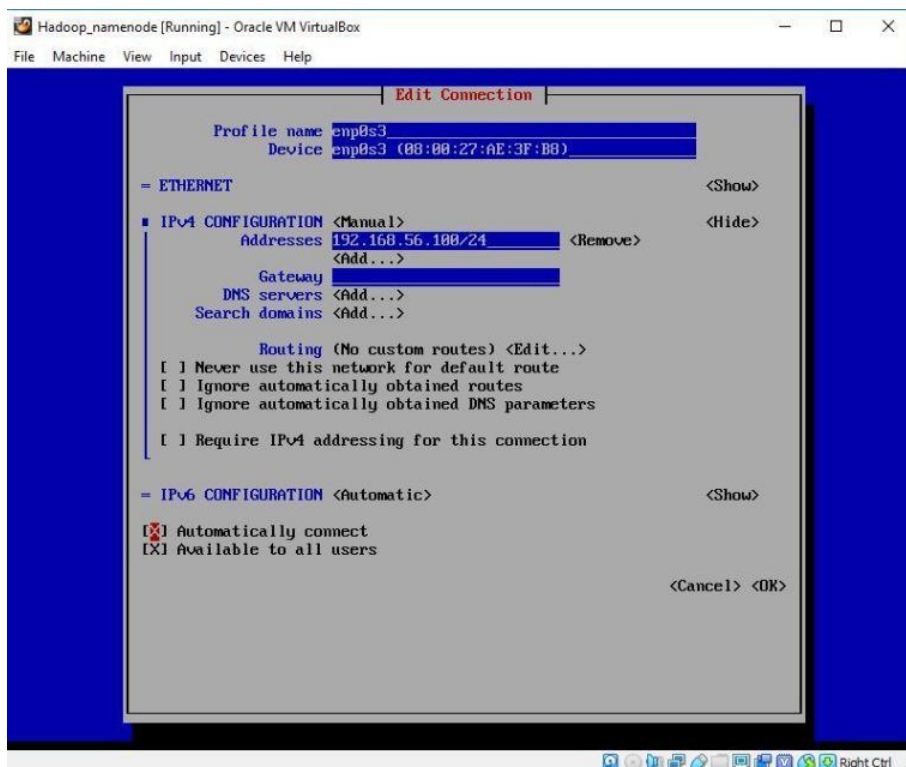 Hadoop_namenode [Running] - Oracle VM VirtualBox
File Machine View Input Devices Help
Edit Connection
Profile name enp0s3
Device enp0s3 (08:00:27:AE:3F:B8)
= ETHERNET <Show>
IPv4 CONFIGURATION <Manual> <Hide>
Addresses 192.168.56.100/24 <Remove>
<Add...>
Gateway
DNS servers <Add...>
Search domains <Add...>
Routing (No custom routes) <Edit...>
[ ] Never use this network for default route
[ ] Ignore automatically obtained routes
[ ] Ignore automatically obtained DNS parameters
[ ] Require IPv4 addressing for this connection
= IPv6 CONFIGURATION <Automatic> <Show>
[X] Automatically connect
[X] Available to all users
<Cancel> <OK>
Right Ctrl